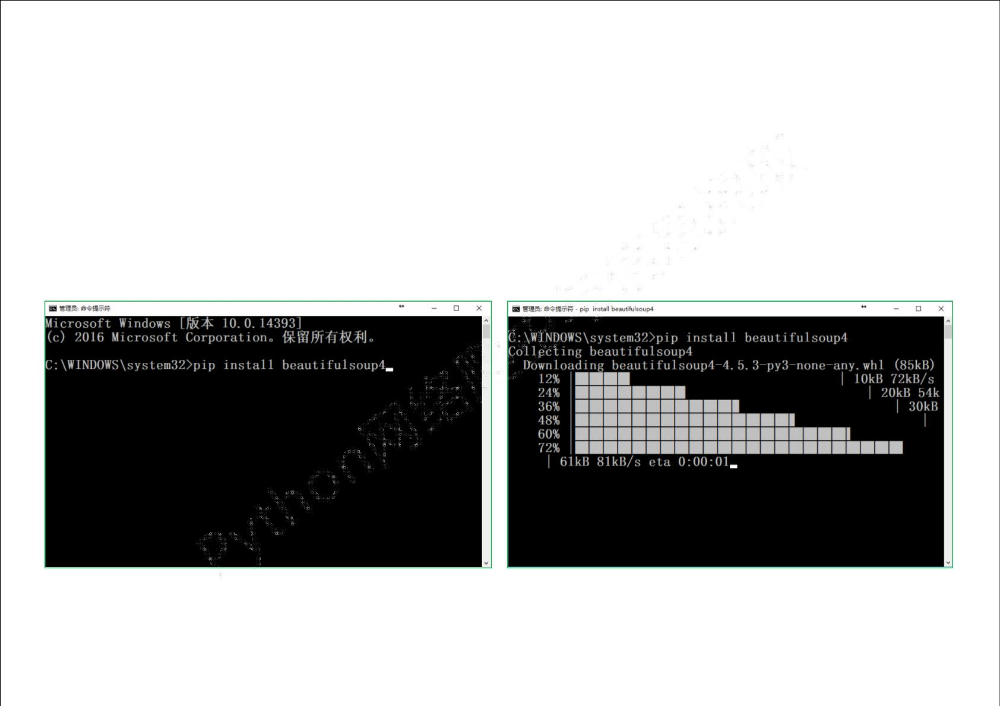 管理员: 命令提示符
Microsoft Windows [版本 10.0.14393]
(c) 2016 Microsoft Corporation。保留所有权利。
C:\WINDOWS\system32>pip install beautifulsoup4
管理员: 命令提示符 - pip  install beautifulsoup4
C:\WINDOWS\system32>pip install beautifulsoup4
Collecting beautifulsoup4
Downloading beautifulsoup4-4.5.3-py3-none-any.whl (85kB)
12% | | 10kB 72kB/s
24% | | 20kB 54k
36% | | 30kB
48% | |
60% |
72% |
| 61kB 81kB/s eta 0:00:01
Python网络